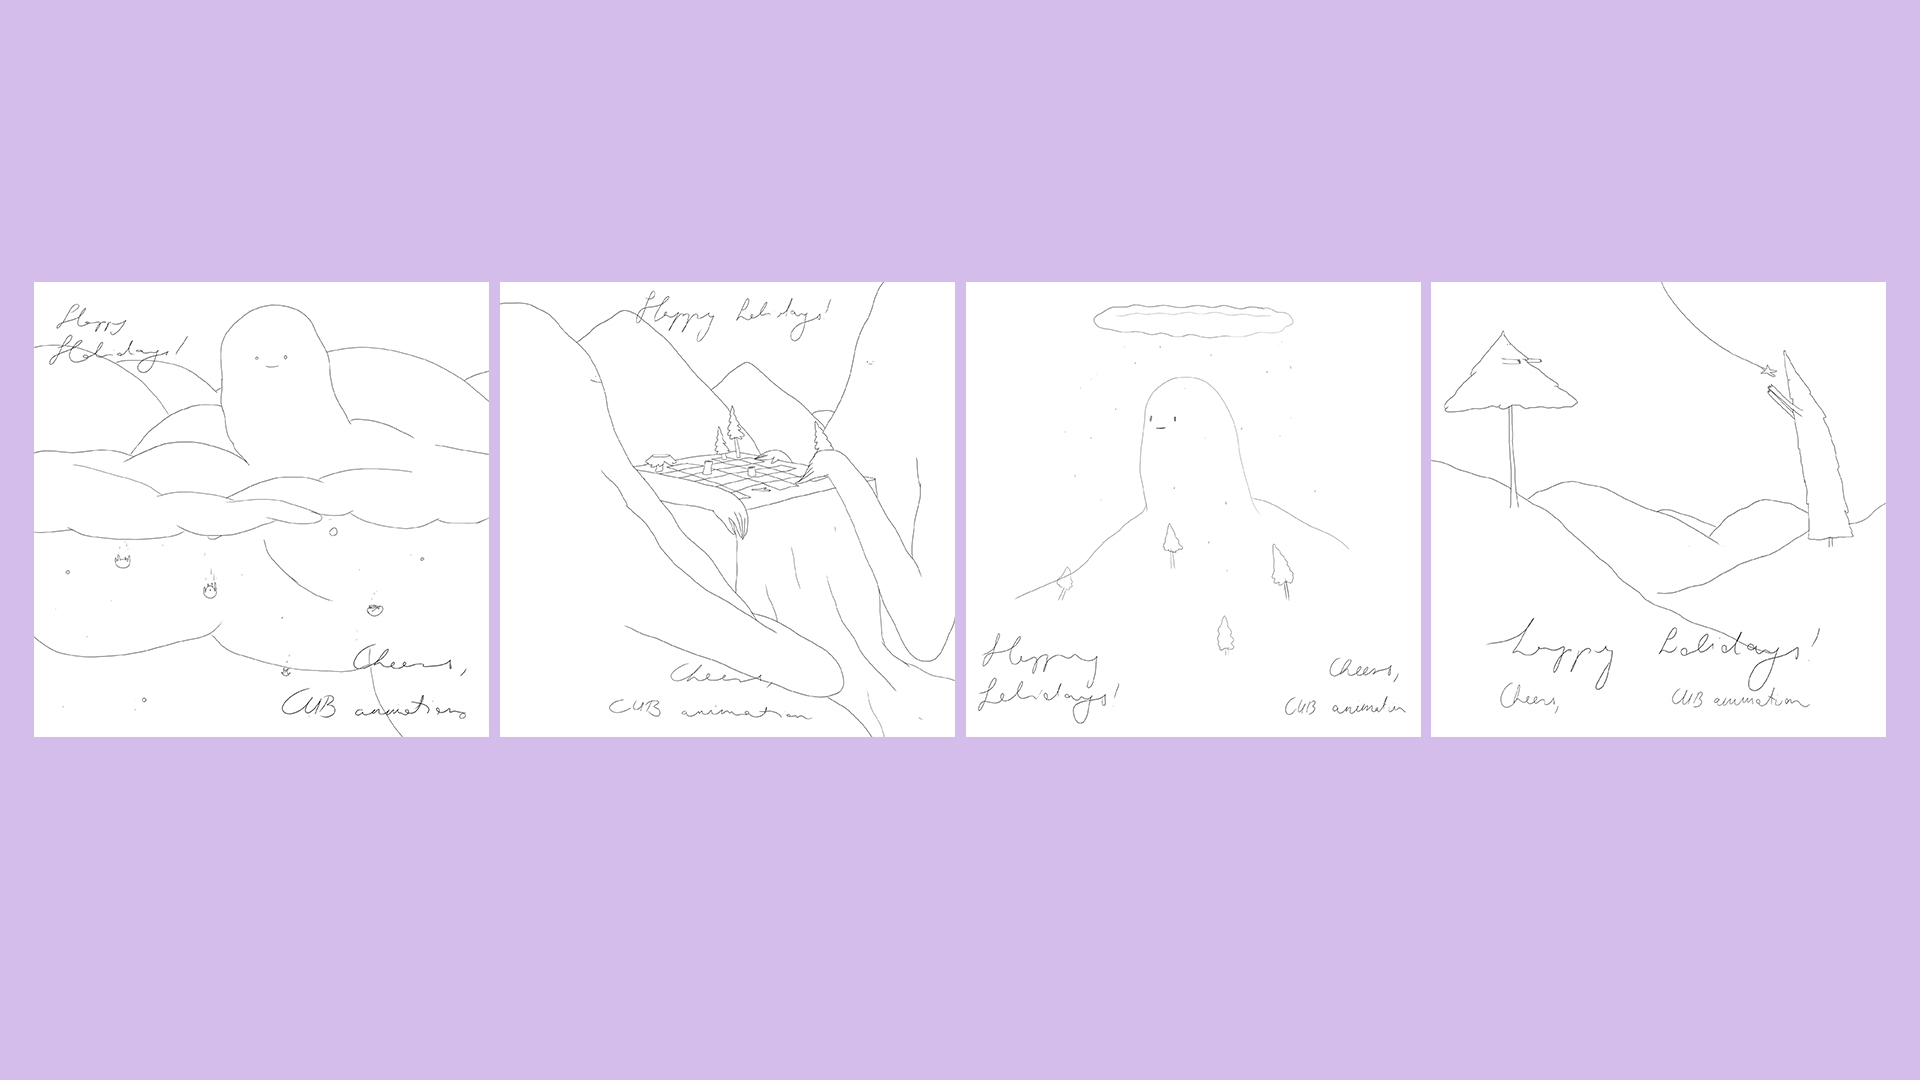 Happy
Holidays!
Cheers,
CUB animations
Happy holidays!
Cheers,
CUB animation
Happy
holidays!
Cheers,
CUB animation
happy holidays!
Cheers,
CUB animation